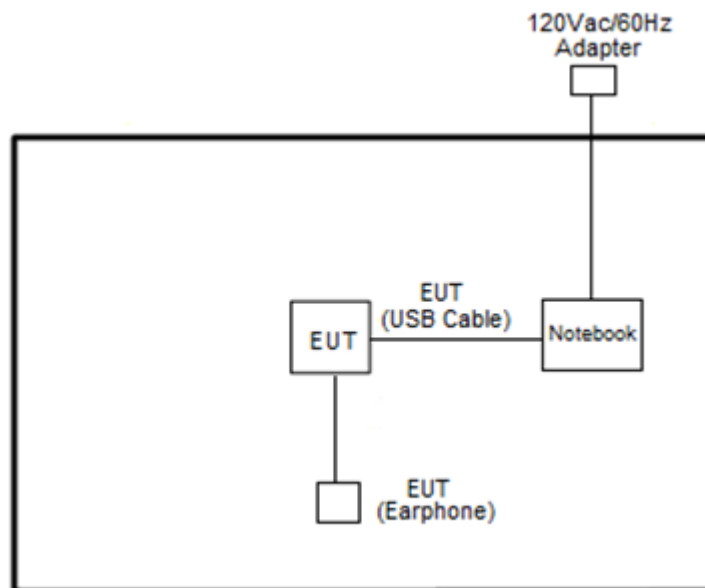 120Vac/60Hz
Adapter
EUT
(USB Cable)
EUT
Notebook
EUT
(Earphone)